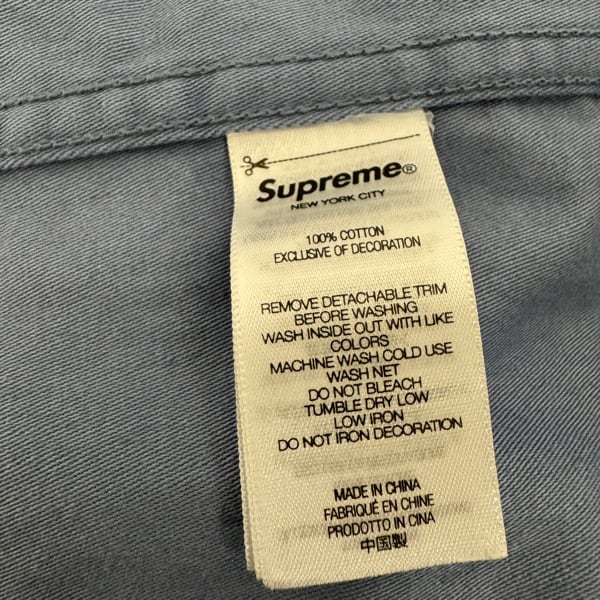 Supreme®
NEW YORK CITY
100% COTTON
EXCLUSIVE OF DECORATION
REMOVE DETACHABLE TRIM
BEFORE WASHING
WASH INSIDE OUT WITH LIKE
COLORS
MACHINE WASH COLD USE
WASH NET
DO NOT BLEACH
TUMBLE DRY LOW
LOW IRON
DO NOT IRON DECORATION
MADE IN CHINA
FABRIQUÉ EN CHINE
PRODOTTO IN CINA
中国製